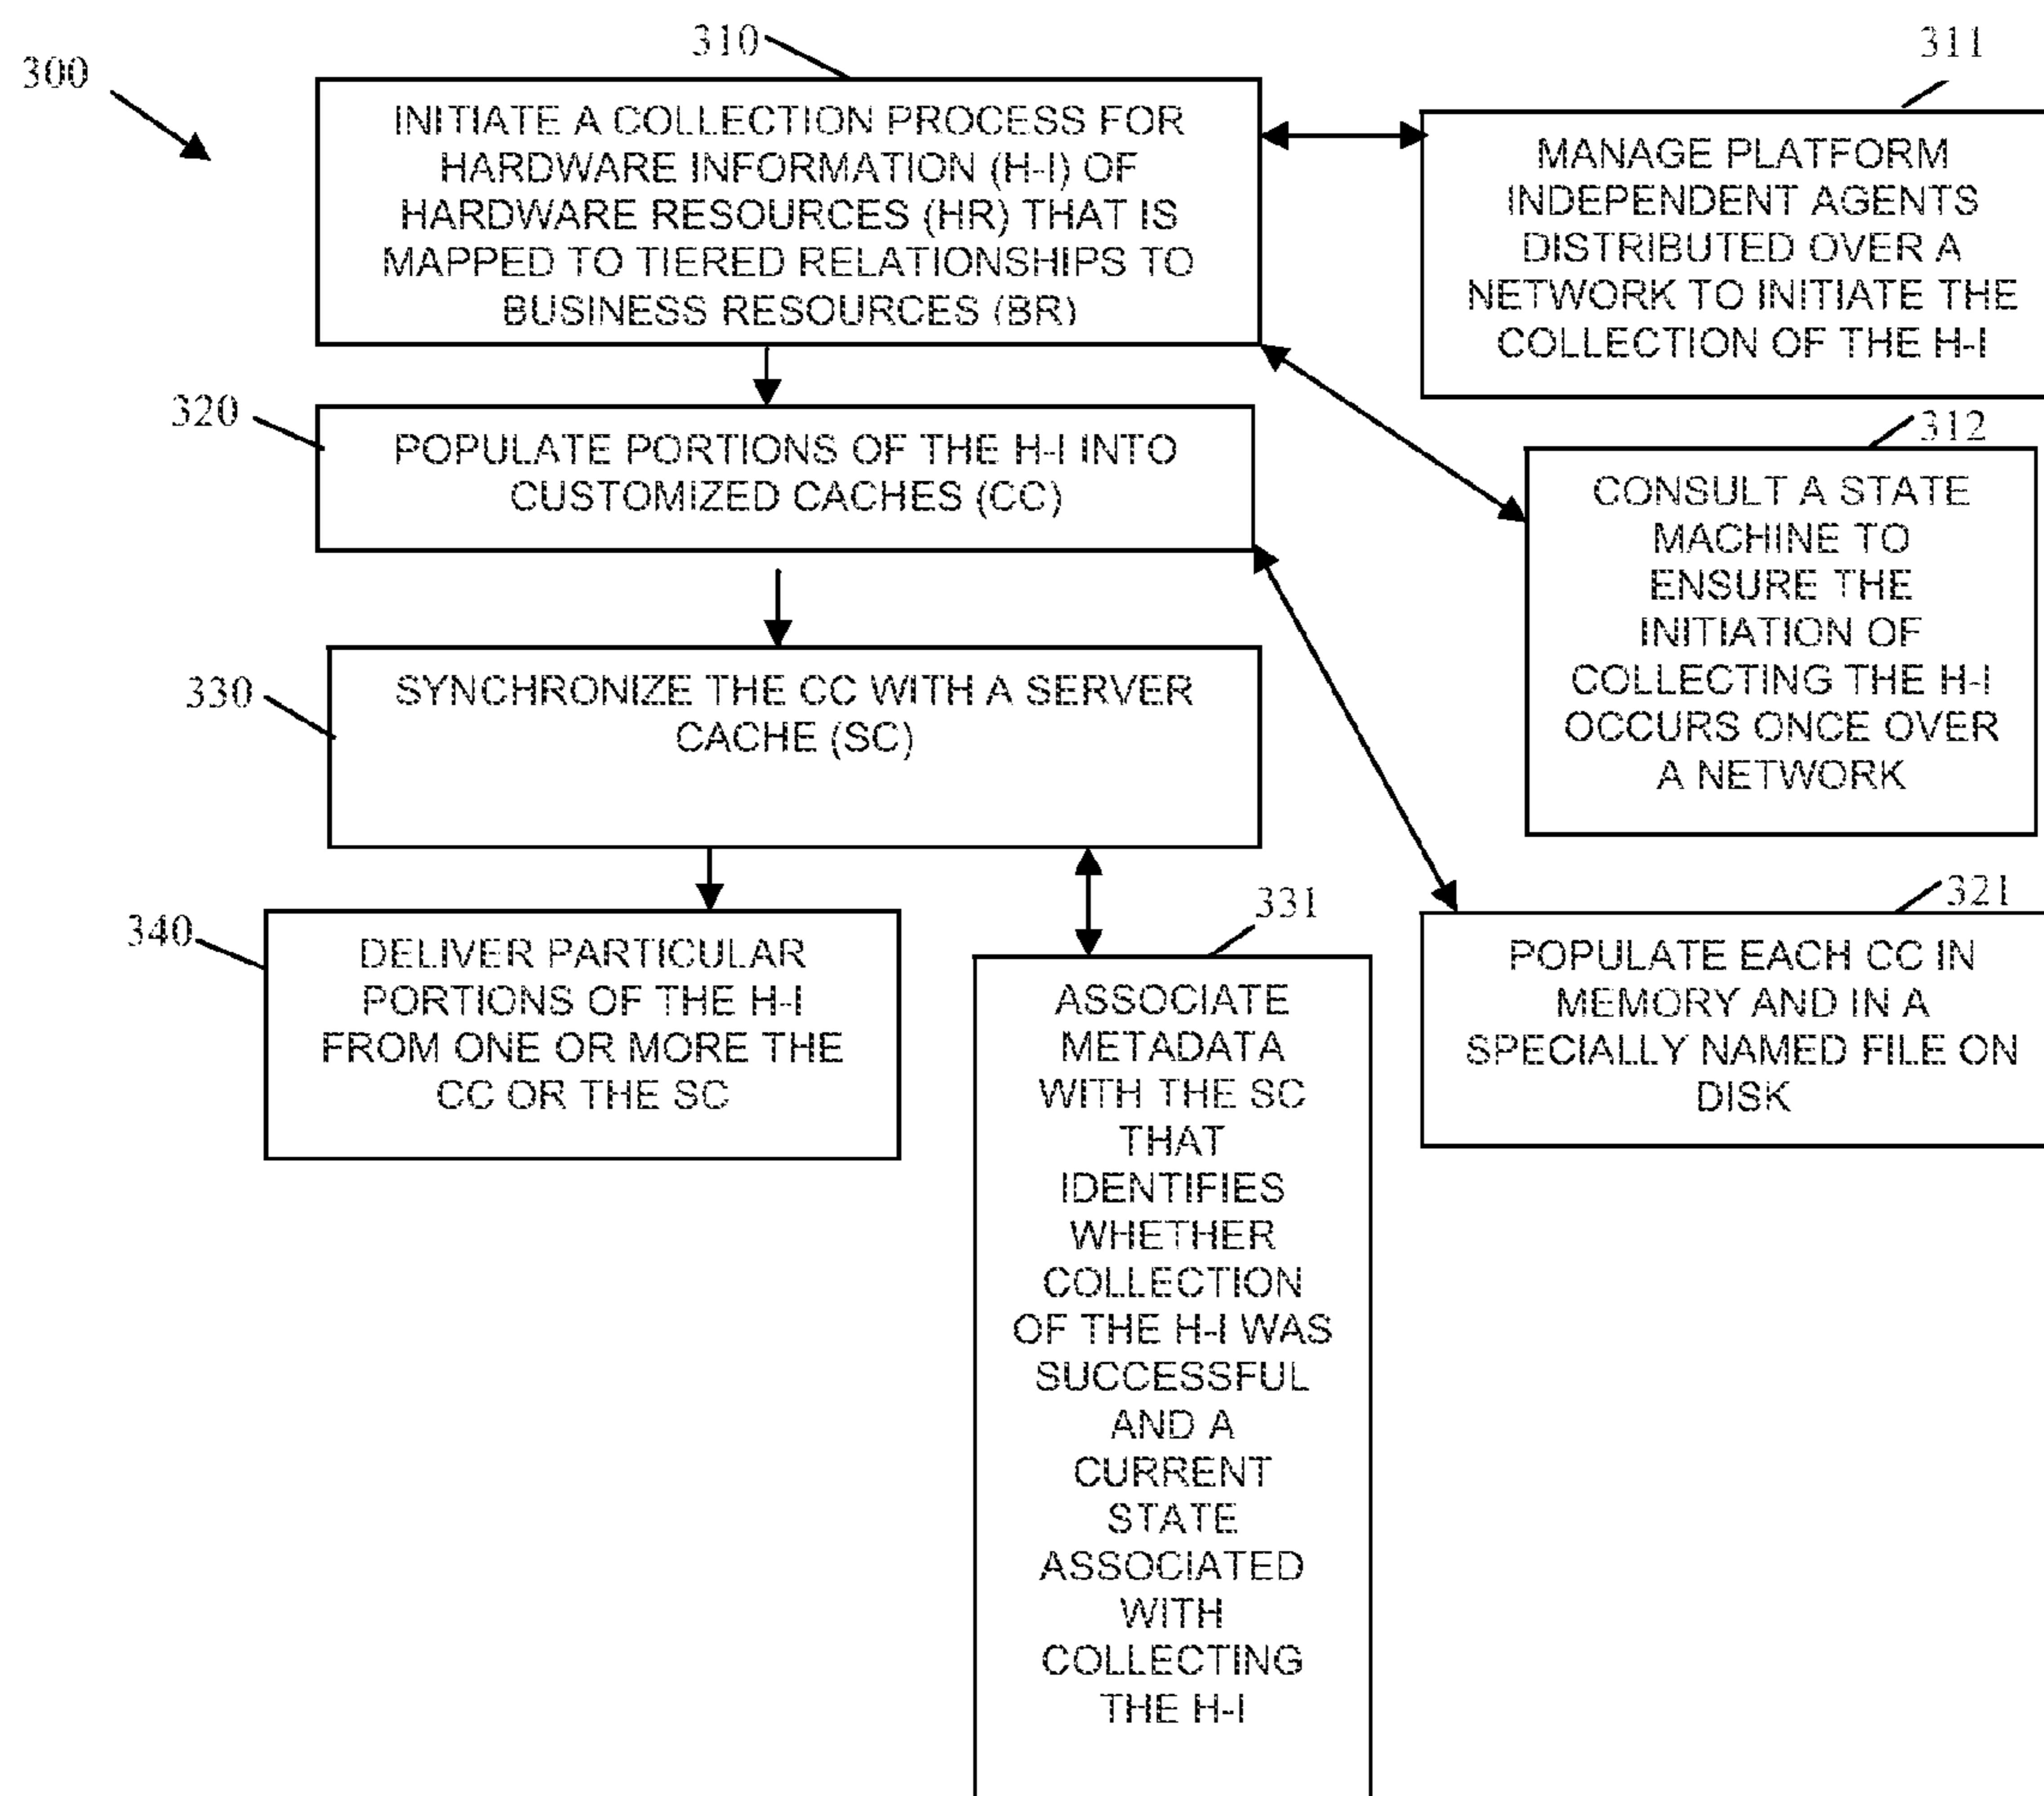 300
310
INITIATE A COLLECTION PROCESS FOR
HARDWARE INFORMATION (H-I) OF
HARDWARE RESOURCES (HR) THAT IS
MAPPED TO TIERED RELATIONSHIPS TO
BUSINESS RESOURCES (BR)
311
MANAGE PLATFORM
INDEPENDENT AGENTS
DISTRIBUTED OVER A
NETWORK TO INITIATE THE
COLLECTION OF THE H-I
312
CONSULT A STATE
MACHINE TO
ENSURE THE
INITIATION OF
COLLECTING THE H-I
OCCURS ONCE OVER
A NETWORK
320
POPULATE PORTIONS OF THE H-I INTO
CUSTOMIZED CACHES (CC)
321
POPULATE EACH CC IN
MEMORY AND IN A
SPECIALLY NAMED FILE ON
DISK
330
SYNCHRONIZE THE CC WITH A SERVER
CACHE (SC)
331
ASSOCIATE
METADATA
WITH THE SC
THAT
IDENTIFIES
WHETHER
COLLECTION
OF THE H-I WAS
SUCCESSFUL
AND A
CURRENT
STATE
ASSOCIATED
WITH
COLLECTING
THE H-I
340
DELIVER PARTICULAR
PORTIONS OF THE H-I
FROM ONE OR MORE THE
CC OR THE SC